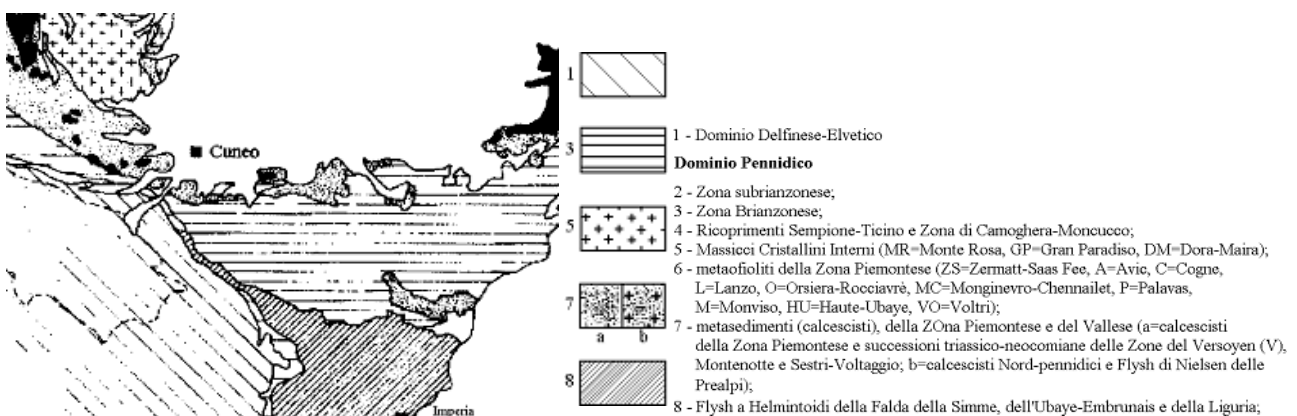 Cuneo
Imperia
1
3
5
7
a b
8
1 - Dominio Delfinese-Elvetico
Dominio Pennidico
2 - Zona subrianzonese;
3 - Zona Brianzonese;
4 - Ricoprimenti Sempione-Ticino e Zona di Camoghera-Moncucco;
5 - Massicci Cristallini Interni (MR=Monte Rosa, GP=Gran Paradiso, DM=Dora-Maira);
6 - metaofioliti della Zona Piemontese (ZS=Zermatt-Saas Fee, A=Avic, C=Cogne,
L=Lanzo, O=Orsiera-Rocciavrè, MC=Monginevro-Chennailet, P=Palavas,
M=Monviso, HU=Haute-Ubaye, VO=Voltri);
7 - metasedimenti (calcescisti), della ZOna Piemontese e del Vallese (a=calcescisti
della Zona Piemontese e successioni triassico-neocomiane delle Zone del Versoyen (V),
Montenotte e Sestri-Voltaggio; b=calcescisti Nord-pennidici e Flysh di Nielsen delle
Prealpi);
8 - Flysh a Helmintoidi della Falda della Simme, dell'Ubaye-Embrunais e della Liguria;